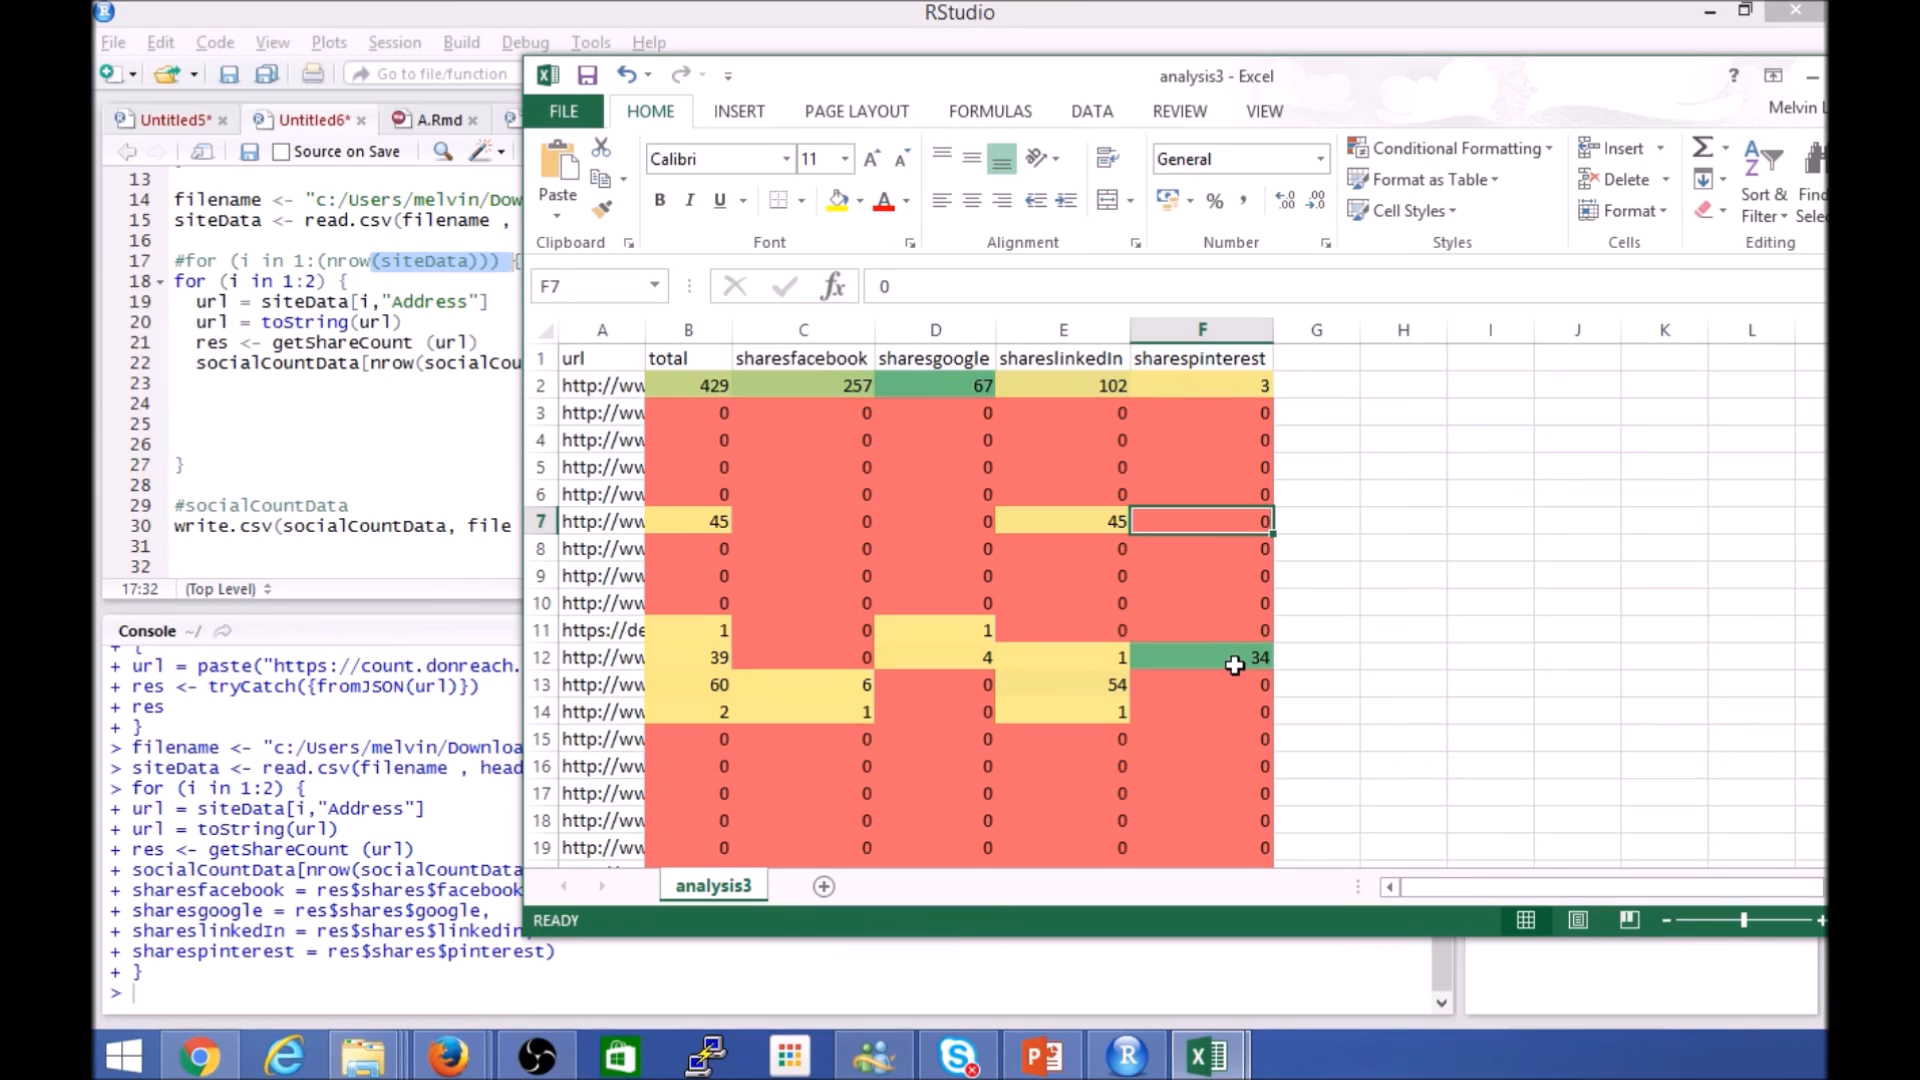 RStudio
File Edit Code View Plots Session Build Debug Tools Help
Go to file/function
Untitled5* Untitled6* A.Rmd
Source on Save
13
14 filename <- "c:/Users/melvin/Dow
15 siteData <- read.csv(filename ,
16
17 #for (i in 1:(nrow(siteData))) {
18 for (i in 1:2) {
19 url = siteData[i,"Address"]
20 url = toString(url)
21 res <- getShareCount (url)
22 socialCountData[nrow(socialCou
23
24
25
26
27 }
28
29 #socialCountData
30 write.csv(socialCountData, file
31
32
17:32 (Top Level)
Console ~/
+ {
+ url = paste("https://count.donreach.
+ res <- tryCatch({fromJSON(url)})
+ res
+ }
> filename <- "c:/Users/melvin/Downloa
> siteData <- read.csv(filename , head
> for (i in 1:2) {
+ url = siteData[i,"Address"]
+ url = toString(url)
+ res <- getShareCount (url)
+ socialCountData[nrow(socialCountData
+ sharesfacebook = res$shares$facebook
+ sharesgoogle = res$shares$google,
+ shareslinkedIn = res$shares$linkedin,
+ sharespinterest = res$shares$pinterest)
+ }
>
analysis3 - Excel
Melvin L
FILE HOME INSERT PAGE LAYOUT FORMULAS DATA REVIEW VIEW
Paste
Calibri 11
B I U
General
Conditional Formatting
Format as Table
Cell Styles
Insert
Delete
Format
Sort & Filter
Find Selec
Clipboard Font Alignment Number Styles Cells Editing
F7 fx 0
A B C D E F G H I J K L
1 url total sharesfacebook sharesgoogle shareslinkedIn sharespinterest
2 http://ww 429 257 67 102 3
3 http://ww 0 0 0 0 0
4 http://ww 0 0 0 0 0
5 http://ww 0 0 0 0 0
6 http://ww 0 0 0 0 0
7 http://ww 45 0 0 45 0
8 http://ww 0 0 0 0 0
9 http://ww 0 0 0 0 0
10 http://ww 0 0 0 0 0
11 https://de 1 0 1 0 0
12 http://ww 39 0 4 1 34
13 http://ww 60 6 0 54 0
14 http://ww 2 1 0 1 0
15 http://ww 0 0 0 0 0
16 http://ww 0 0 0 0 0
17 http://ww 0 0 0 0 0
18 http://ww 0 0 0 0 0
19 http://ww 0 0 0 0 0
analysis3
READY